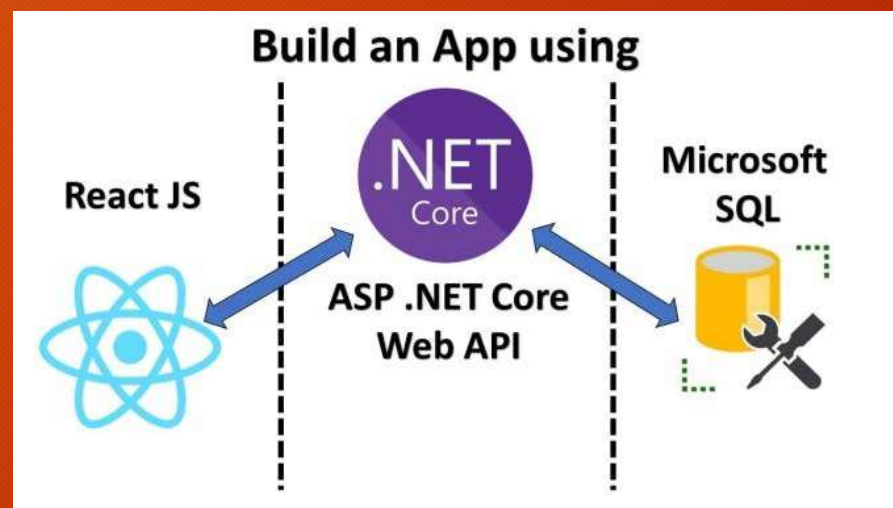 Build an App using
React JS
.NET
Core
ASP .NET Core
Web API
Microsoft
SQL